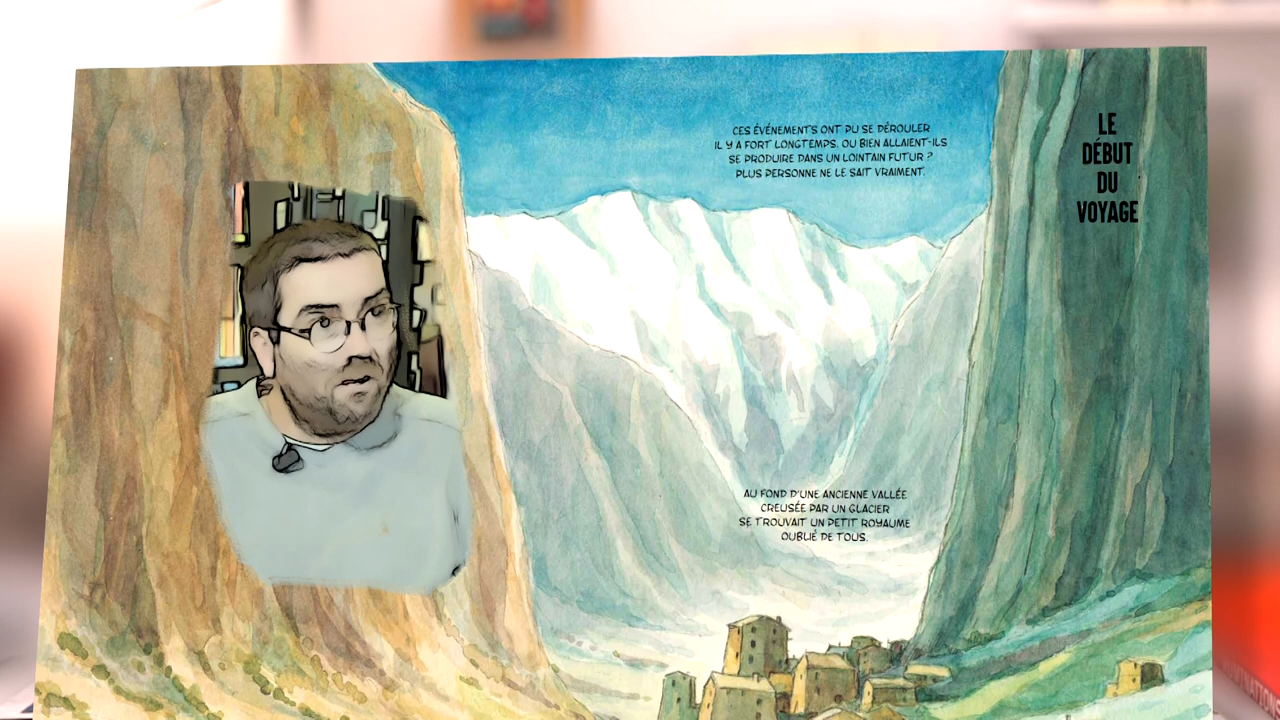 CES ÉVÉNEMENTS ONT PU SE DÉROULER
IL Y A FORT LONGTEMPS. OU BIEN ALLAIENT-ILS
SE PRODUIRE DANS UN LOINTAIN FUTUR ?
PLUS PERSONNE NE LE SAIT VRAIMENT.
LE
DÉBUT
DU
VOYAGE
AU FOND D'UNE ANCIENNE VALLÉE
CREUSÉE PAR UN GLACIER
SE TROUVAIT UN PETIT ROYAUME
OUBLIÉ DE TOUS.